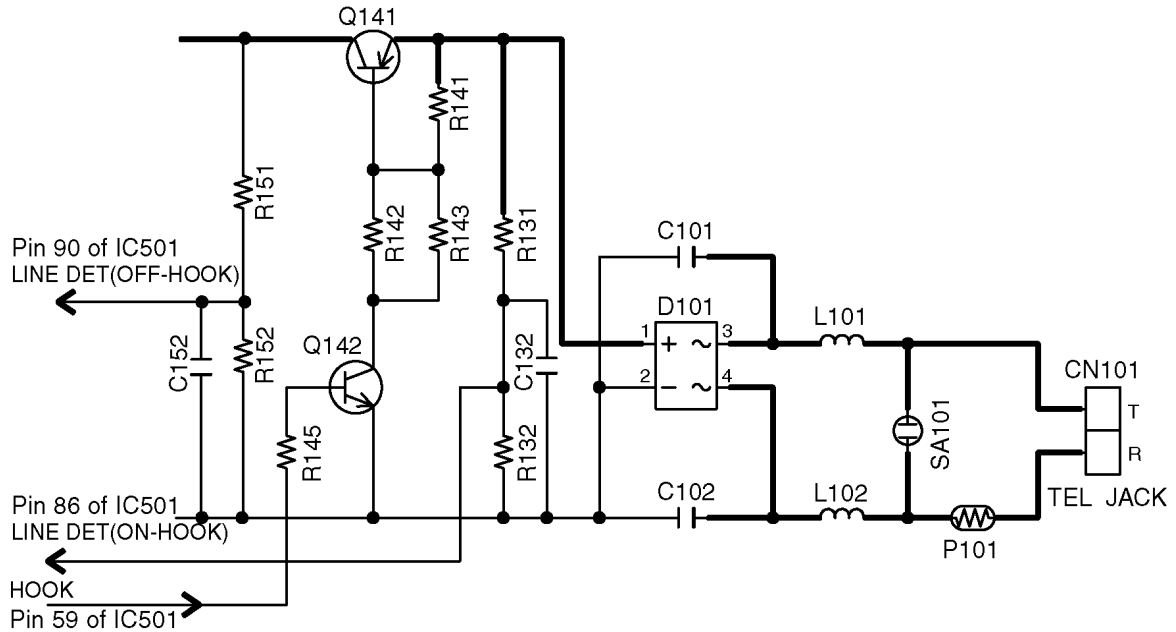 Q141
R141
R151
R142
R143
R131
Pin 90 of IC501
LINE DET(OFF-HOOK)
C101
D101
1 + ~ 3
2 − ~ 4
L101
Q142
C152
R152
C132
CN101
T
R
SA101
R145
R132
TEL JACK
Pin 86 of IC501
LINE DET(ON-HOOK)
C102
L102
P101
HOOK
Pin 59 of IC501